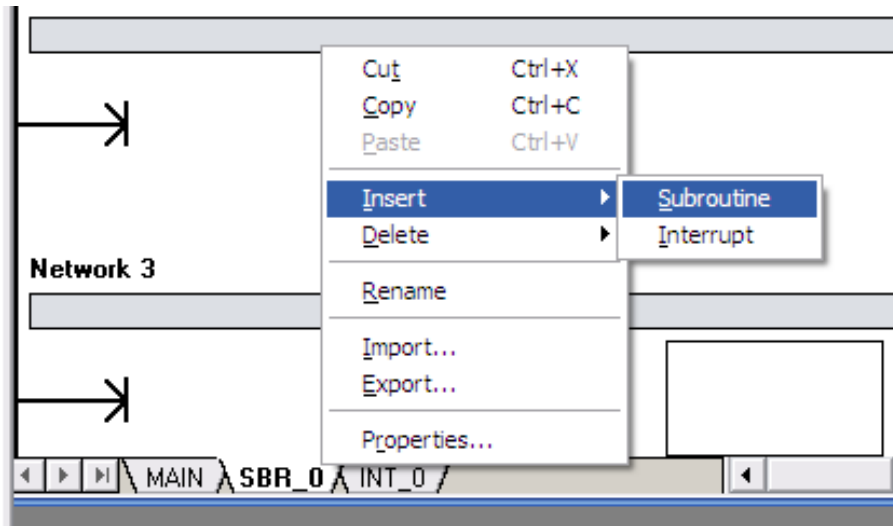 Cut Ctrl+X
Copy Ctrl+C
Paste Ctrl+V
Insert Subroutine
Delete Interrupt
Network 3
Rename
Import...
Export...
Properties...
MAIN SBR_0 INT_0